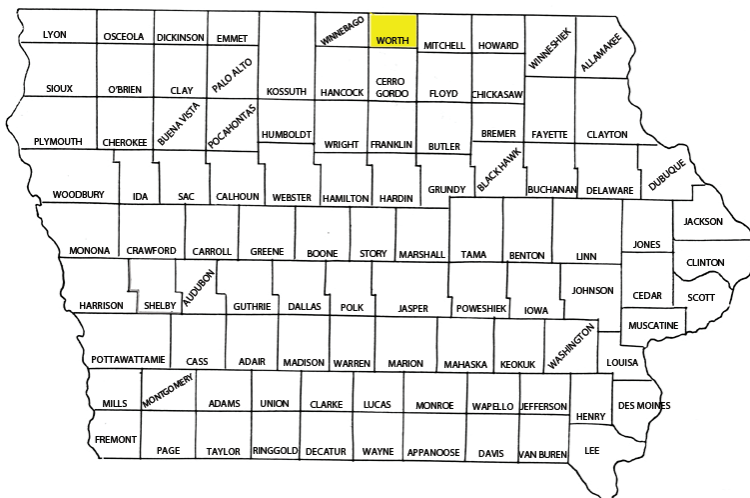 LYON OSCEOLA DICKINSON EMMET WINNEBAGO WORTH MITCHELL HOWARD WINNESHIEK ALLAMAKEE
SIOUX O'BRIEN CLAY PALO ALTO KOSSUTH HANCOCK CERRO GORDO FLOYD CHICKASAW
PLYMOUTH CHEROKEE BUENA VISTA POCAHONTAS HUMBOLDT WRIGHT FRANKLIN BUTLER BREMER FAYETTE CLAYTON
WOODBURY IDA SAC CALHOUN WEBSTER HAMILTON HARDIN GRUNDY BLACK HAWK BUCHANAN DELAWARE DUBUQUE
MONONA CRAWFORD CARROLL GREENE BOONE STORY MARSHALL TAMA BENTON LINN JONES JACKSON
CLINTON
HARRISON SHELBY AUDUBON GUTHRIE DALLAS POLK JASPER POWESHIEK IOWA JOHNSON CEDAR SCOTT
MUSCATINE
POTTAWATTAMIE CASS ADAIR MADISON WARREN MARION MAHASKA KEOKUK WASHINGTON LOUISA
MILLS MONTGOMERY ADAMS UNION CLARKE LUCAS MONROE WAPELLO JEFFERSON HENRY DES MOINES
FREMONT PAGE TAYLOR RINGGOLD DECATUR WAYNE APPANOOSE DAVIS VAN BUREN LEE